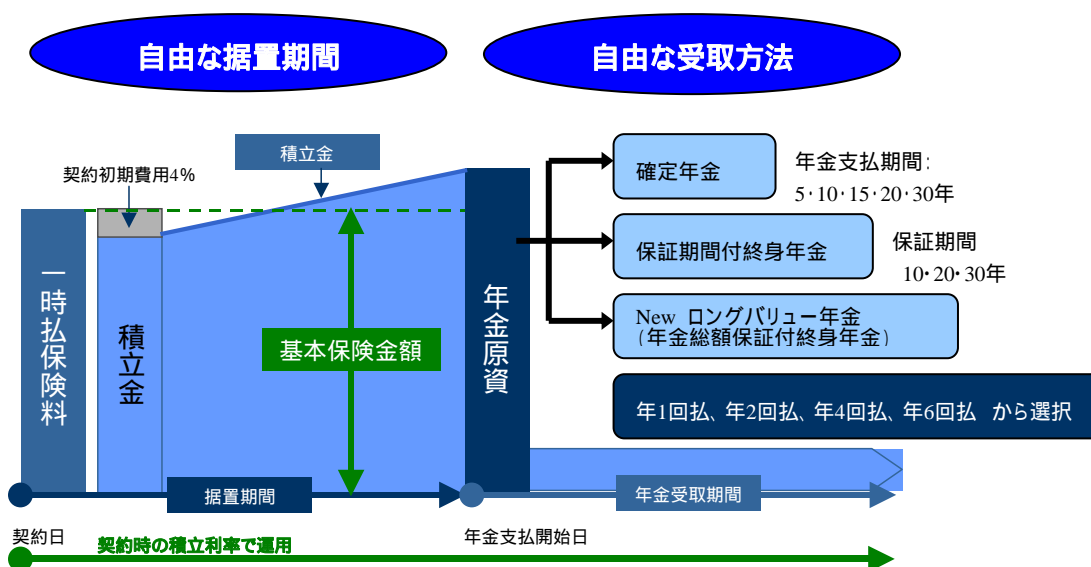 自由な据置期間
自由な受取方法
積立金
契約初期費用4%
確定年金
年金支払期間：
5・10・15・20・30年
保証期間付終身年金
保証期間
10・20・30年
New ロングバリュー年金
(年金総額保証付終身年金)
年1回払、年2回払、年4回払、年6回払 から選択
一時払保険料
積立金
基本保険金額
年金原資
据置期間
年金受取期間
契約日
契約時の積立利率で運用
年金支払開始日